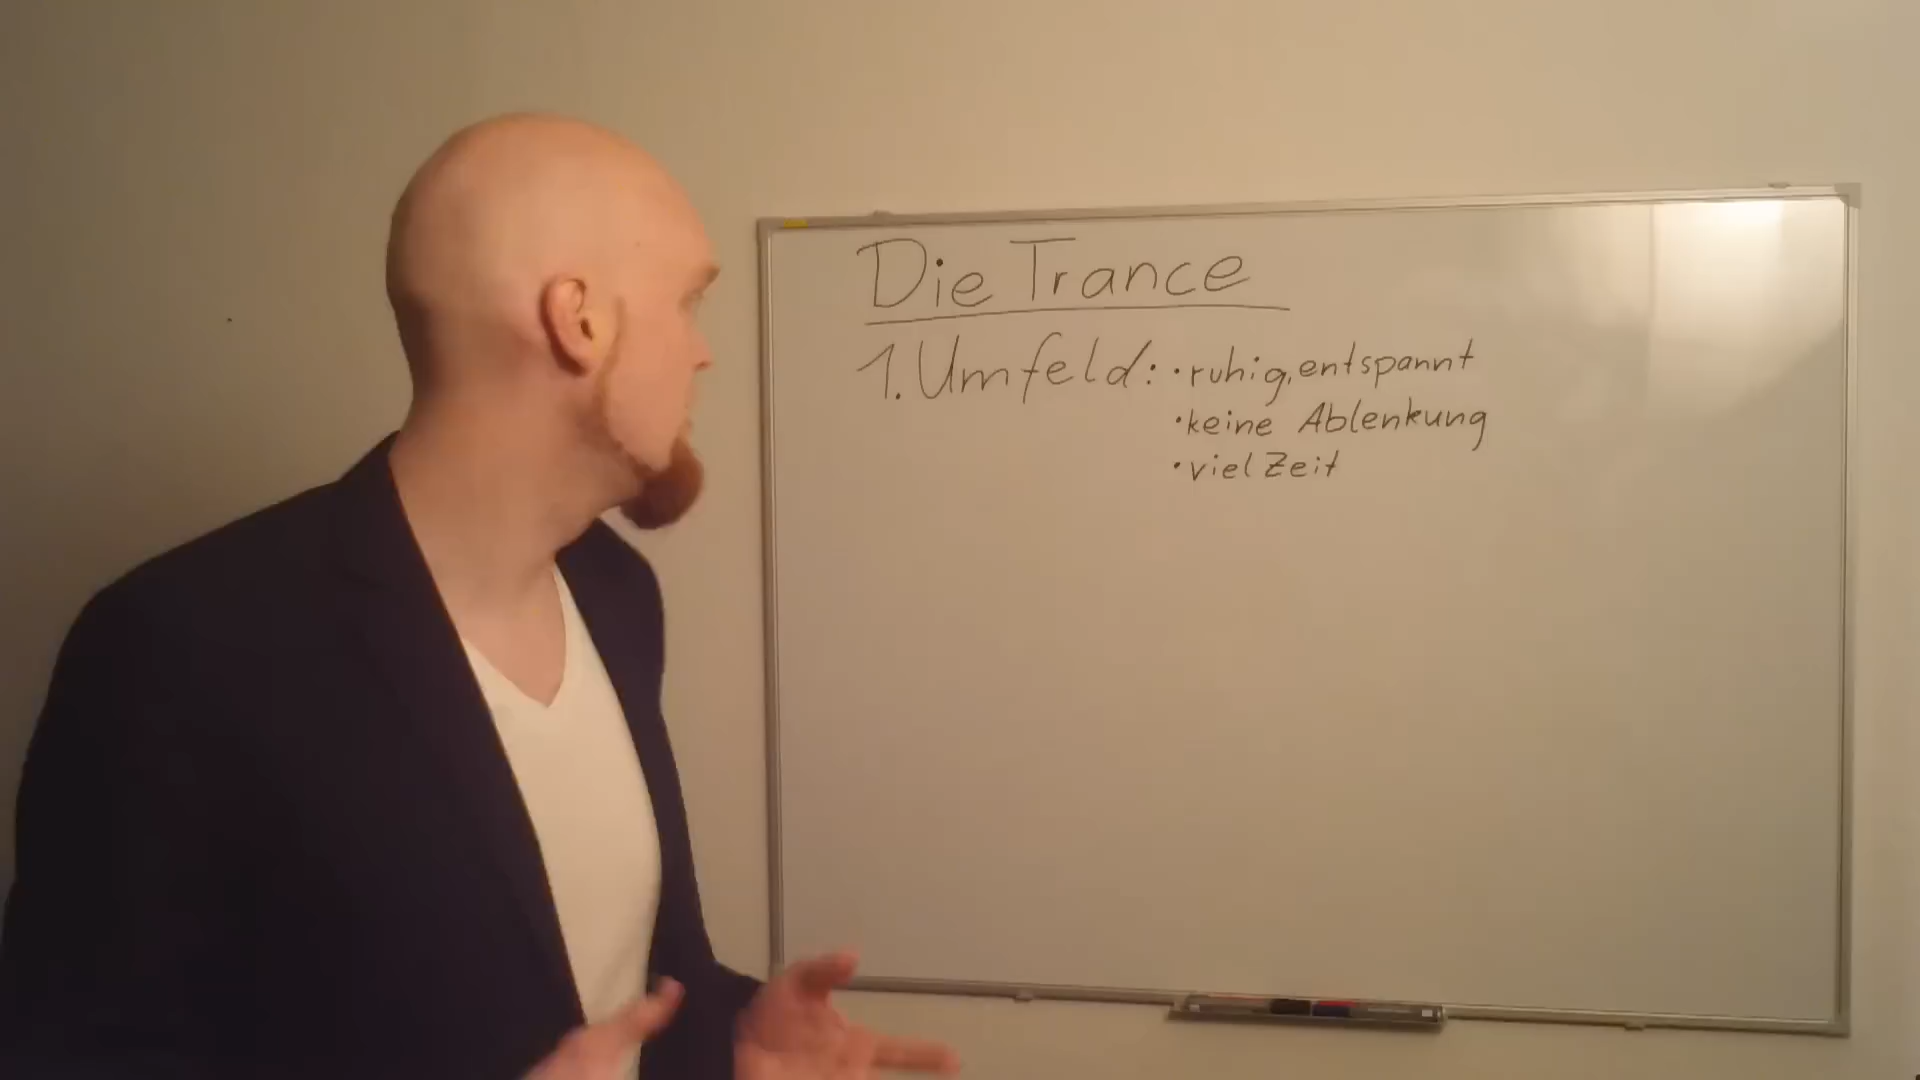 Die Trance
1. Umfeld: • ruhig, entspannt
• keine Ablenkung
• viel Zeit